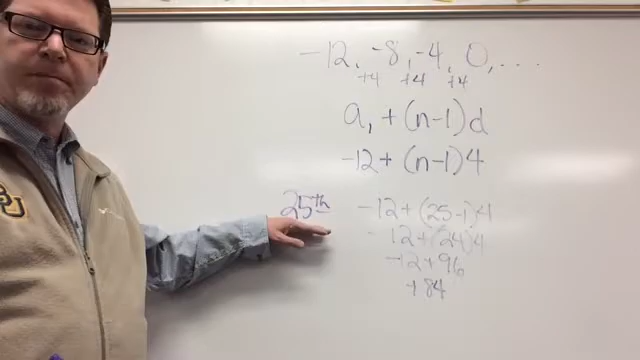 -12, -8, -4, 0, ...
+4 +4 +4
a₁ + (n-1)d
-12 + (n-1)4
25th -12 + (25-1)4
-12 + (24)4
-12 + 96
+84